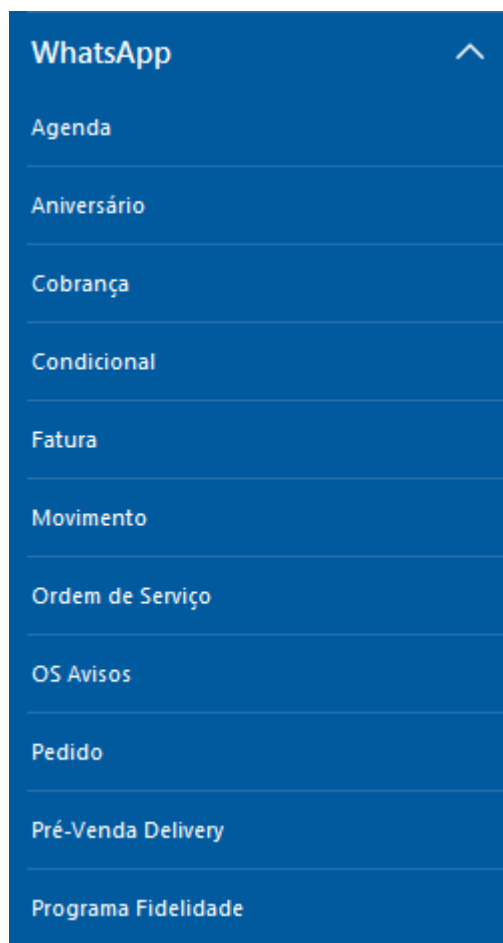 WhatsApp
Agenda
Aniversário
Cobrança
Condicional
Fatura
Movimento
Ordem de Serviço
OS Avisos
Pedido
Pré-Venda Delivery
Programa Fidelidade